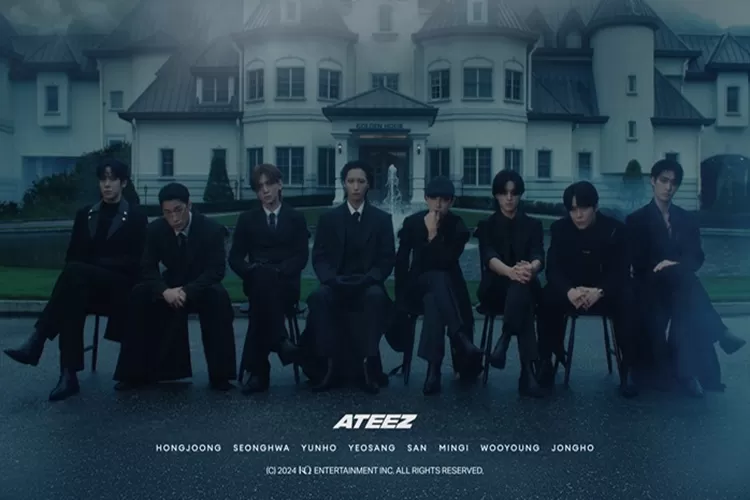 ATEEZ
HONGJOONG SEONGHWA YUNHO YEOSANG SAN MINGI WOOYOUNG JONGHO
(C) 2024 KQ ENTERTAINMENT INC. ALL RIGHTS RESERVED.